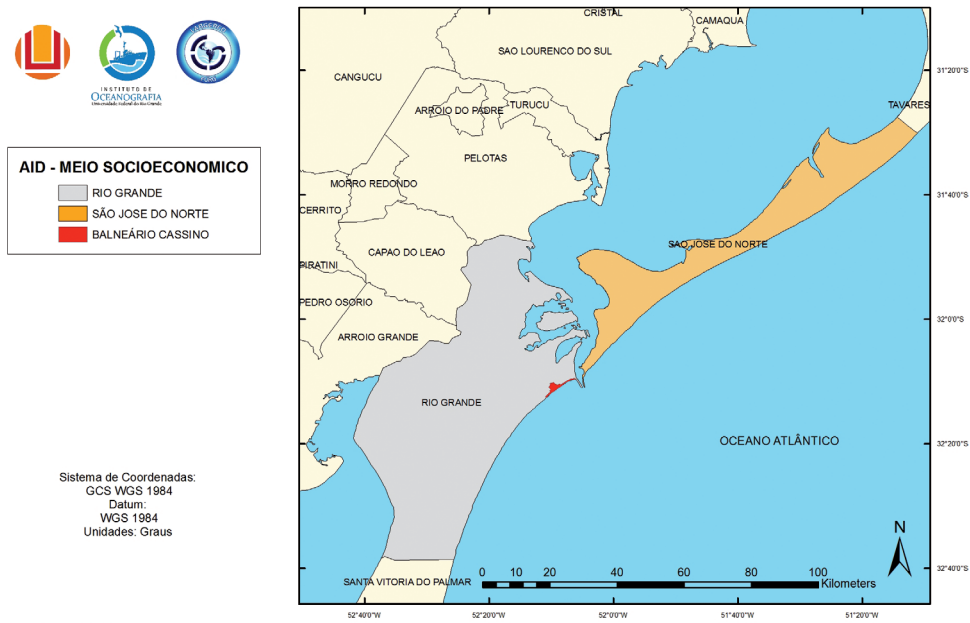 INSTITUTO DE
OCEANOGRAFIA
Universidade Federal do Rio Grande
AID - MEIO SOCIOECONOMICO
RIO GRANDE
SÃO JOSE DO NORTE
BALNEÁRIO CASSINO
Sistema de Coordenadas:
GCS WGS 1984
Datum:
WGS 1984
Unidades: Graus
CRISTAL
CAMAQUA
SAO LOURENCO DO SUL
CANGUCU
TAVARES
ARROIO DO PADRE
TURUCU
PELOTAS
MORRO REDONDO
CERRITO
SAO JOSE DO NORTE
CAPAO DO LEAO
PIRATINI
PEDRO OSORIO
ARROIO GRANDE
RIO GRANDE
OCEANO ATLÂNTICO
SANTA VITORIA DO PALMAR
N
0 10 20 40 60 80 100
Kilometers
31°20'0"S
31°40'0"S
32°0'0"S
32°20'0"S
32°40'0"S
52°40'0"W
52°20'0"W
52°0'0"W
51°40'0"W
51°20'0"W